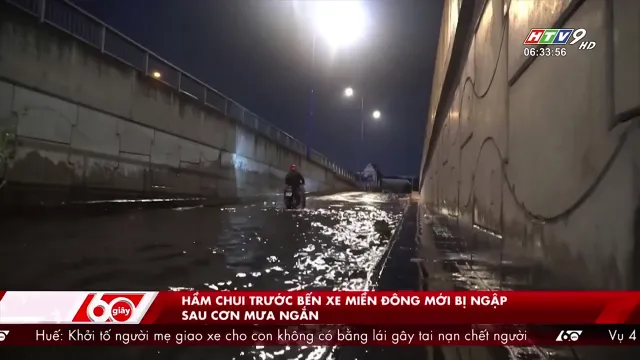 HTV9 HD
06:33:56
60 giây
HẦM CHUI TRƯỚC BẾN XE MIỀN ĐÔNG MỚI BỊ NGẬP
SAU CƠN MƯA NGẮN
Huế: Khởi tố người mẹ giao xe cho con không có bằng lái gây tai nạn chết người 60 Vụ 4